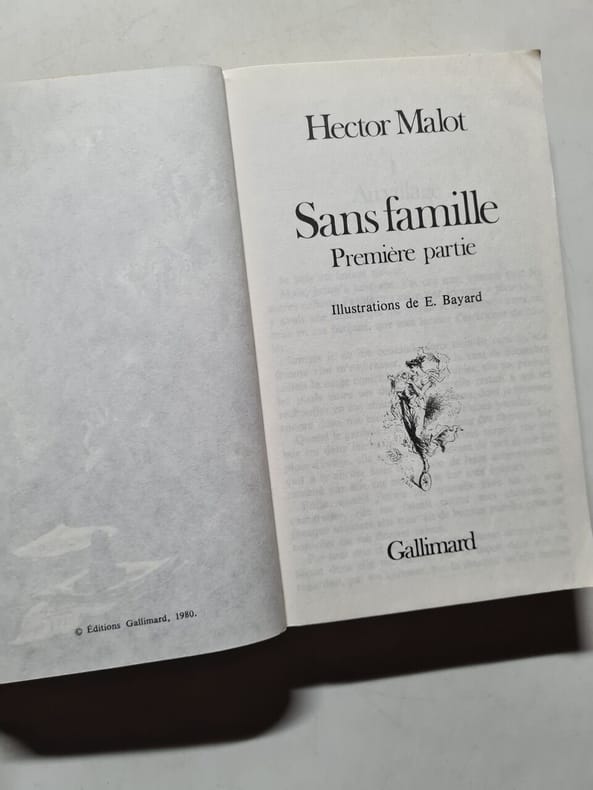 © Éditions Gallimard, 1980.
Hector Malot
Sans famille
Première partie
Illustrations de E. Bayard
Gallimard